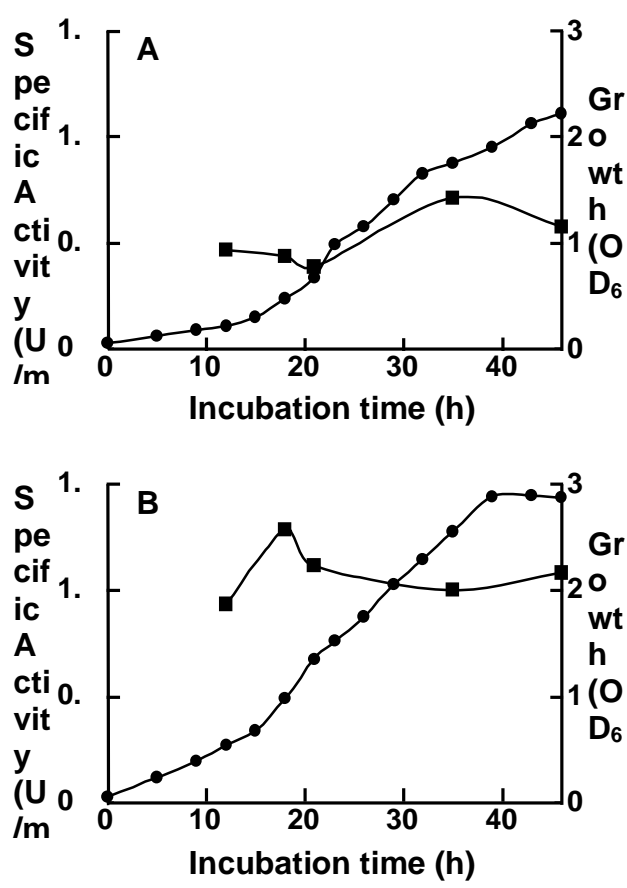 A
S
pe
cif
ic
A
cti
vit
y
(U
/m
1.
1.
0.
0
3
2
1
0
Gr
o
wt
h
(O
D6
0
10
20
30
40
Incubation time (h)
B
S
pe
cif
ic
A
cti
vit
y
(U
/m
1.
1.
0.
0
3
2
1
0
Gr
o
wt
h
(O
D6
0
10
20
30
40
Incubation time (h)